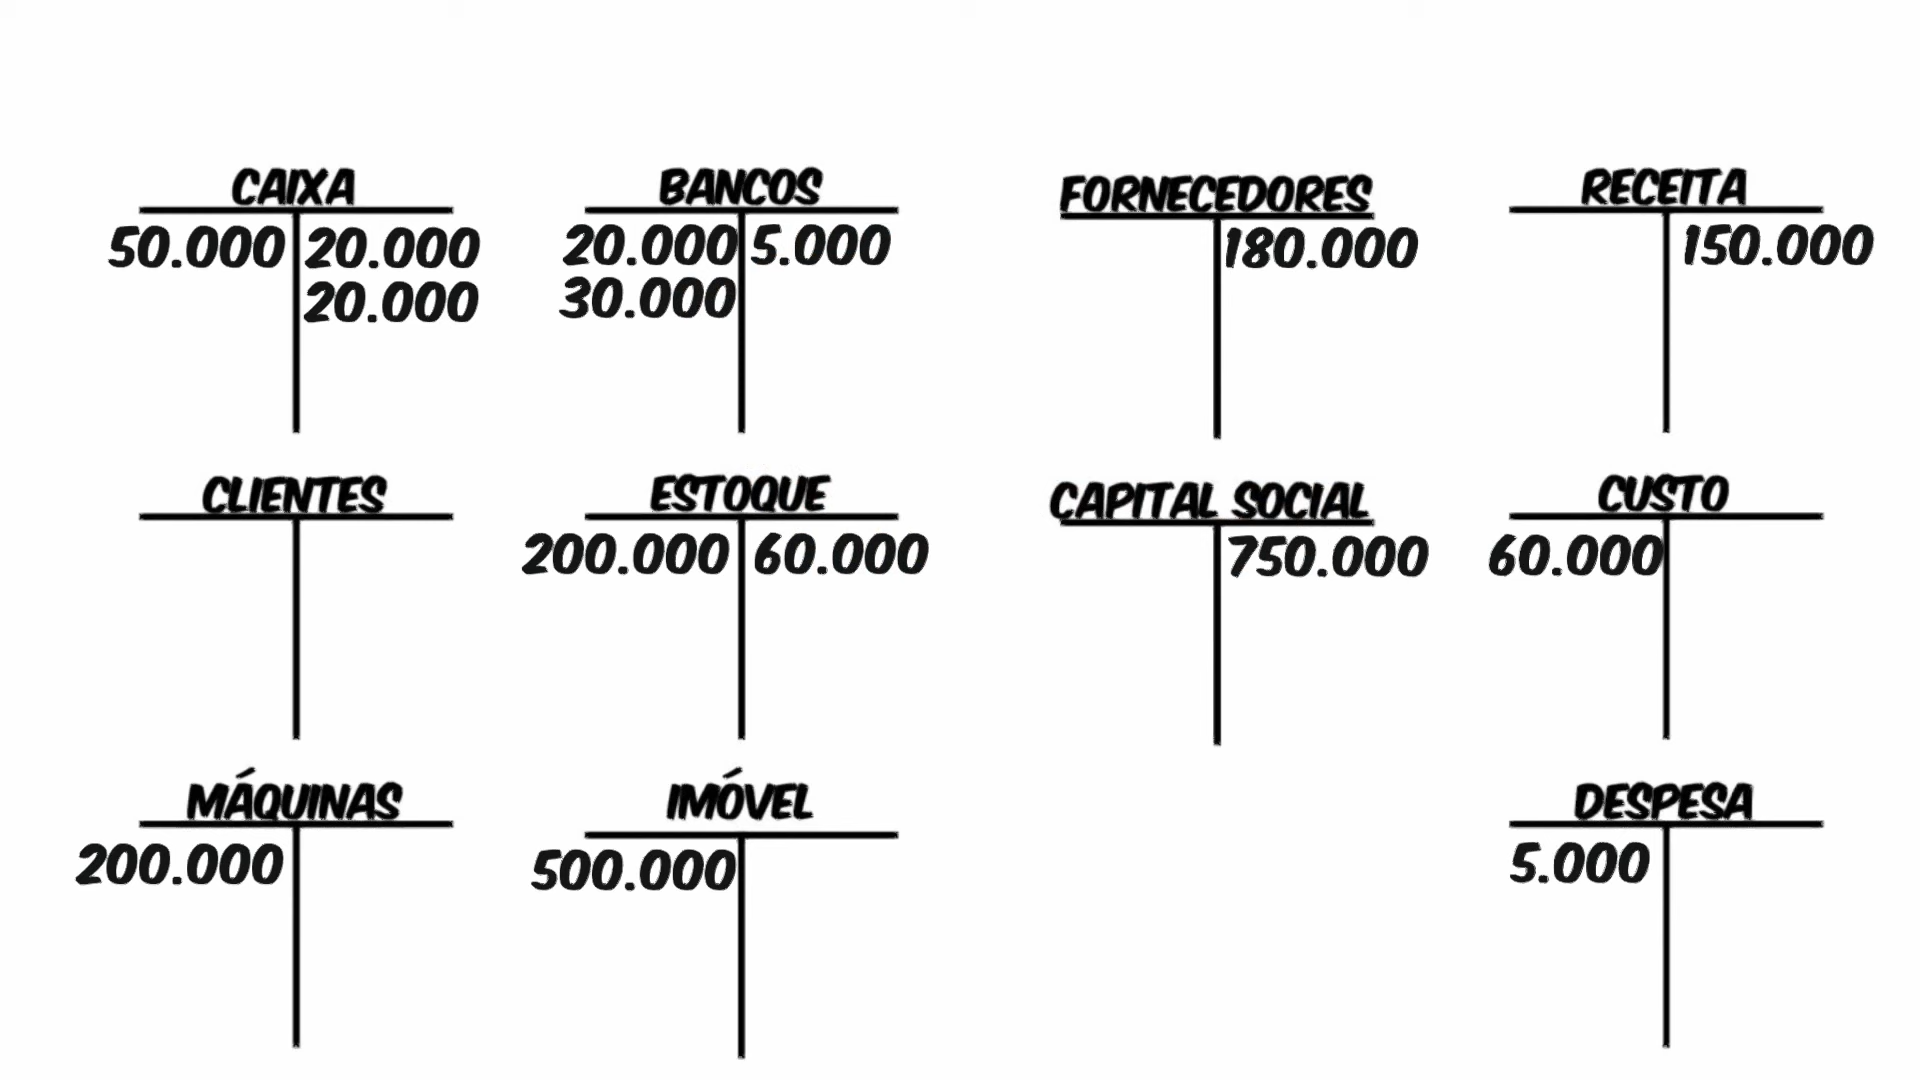 CAIXA
50.000 20.000
20.000
BANCOS
20.000 5.000
30.000
FORNECEDORES
180.000
RECEITA
150.000
CLIENTES
ESTOQUE
200.000 60.000
CAPITAL SOCIAL
750.000
CUSTO
60.000
MÁQUINAS
200.000
IMÓVEL
500.000
DESPESA
5.000